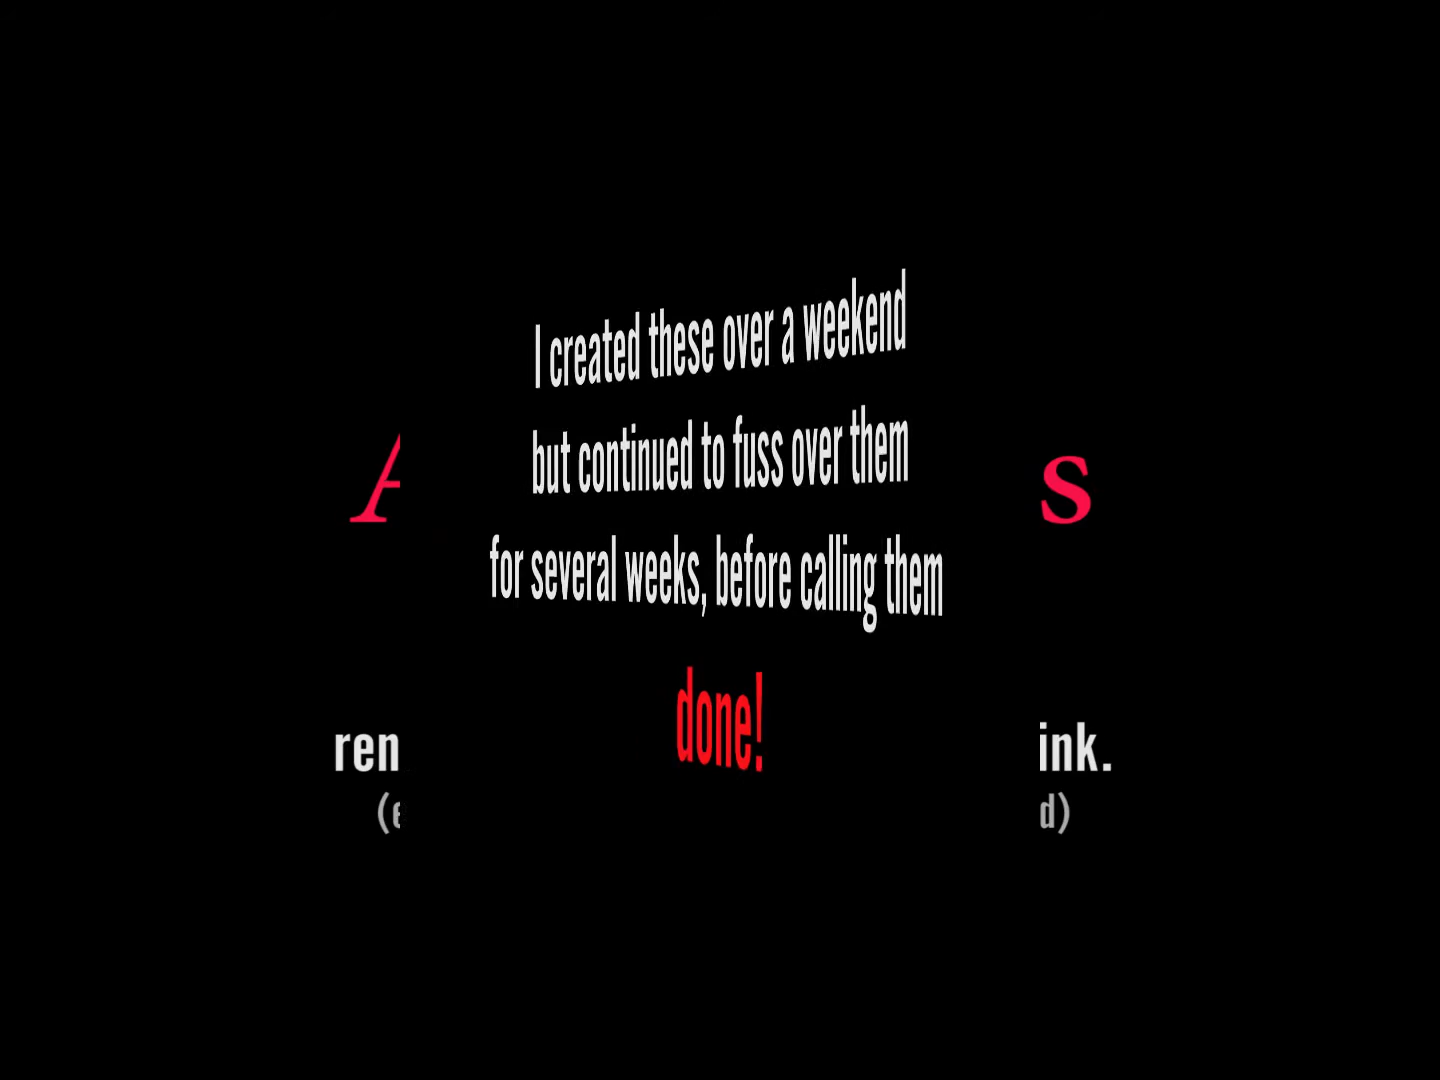 I created these over a weekend
but continued to fuss over them
for several weeks, before calling them
done!